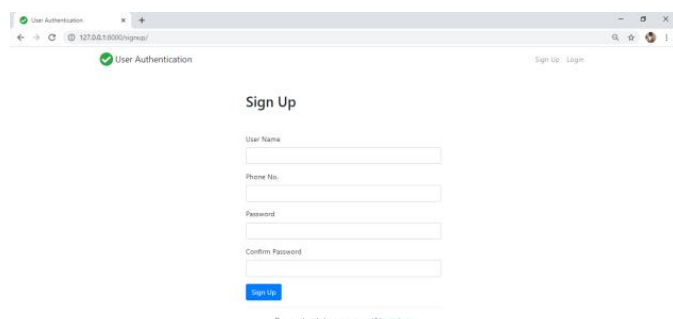 User Authentication
127.0.0.1:8000/signup/
User Authentication
Sign Up Login
Sign Up
User Name
Phone No.
Password
Confirm Password
Sign Up